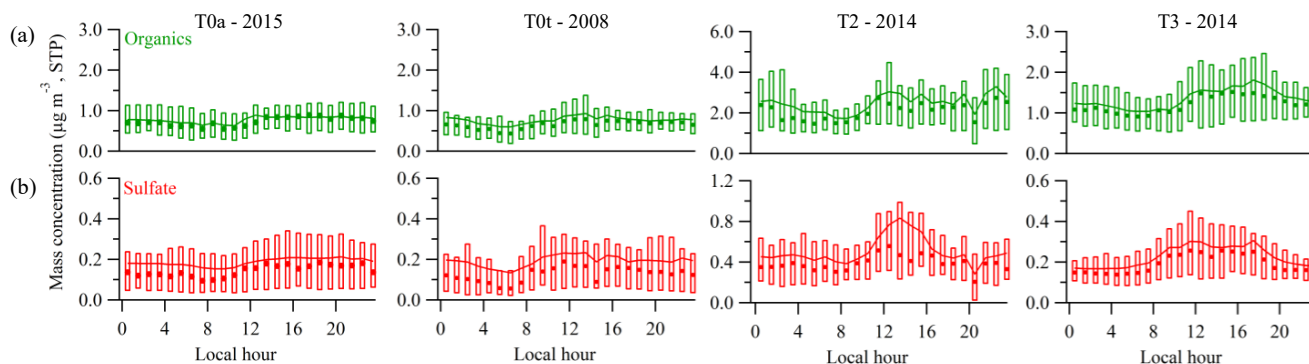 T0a - 2015 T0t - 2008 T2 - 2014 T3 - 2014
(a)
Organics
3.0 2.0 1.0 0.0
3.0 2.0 1.0 0.0
6.0 4.0 2.0 0.0
3.0 2.0 1.0 0.0
Mass concentration (µg m⁻³, STP)
(b)
Sulfate
0.6 0.4 0.2 0.0
0.6 0.4 0.2 0.0
1.2 0.8 0.4 0.0
0.6 0.4 0.2 0.0
0 4 8 12 16 20 0 4 8 12 16 20 0 4 8 12 16 20 0 4 8 12 16 20
Local hour Local hour Local hour Local hour